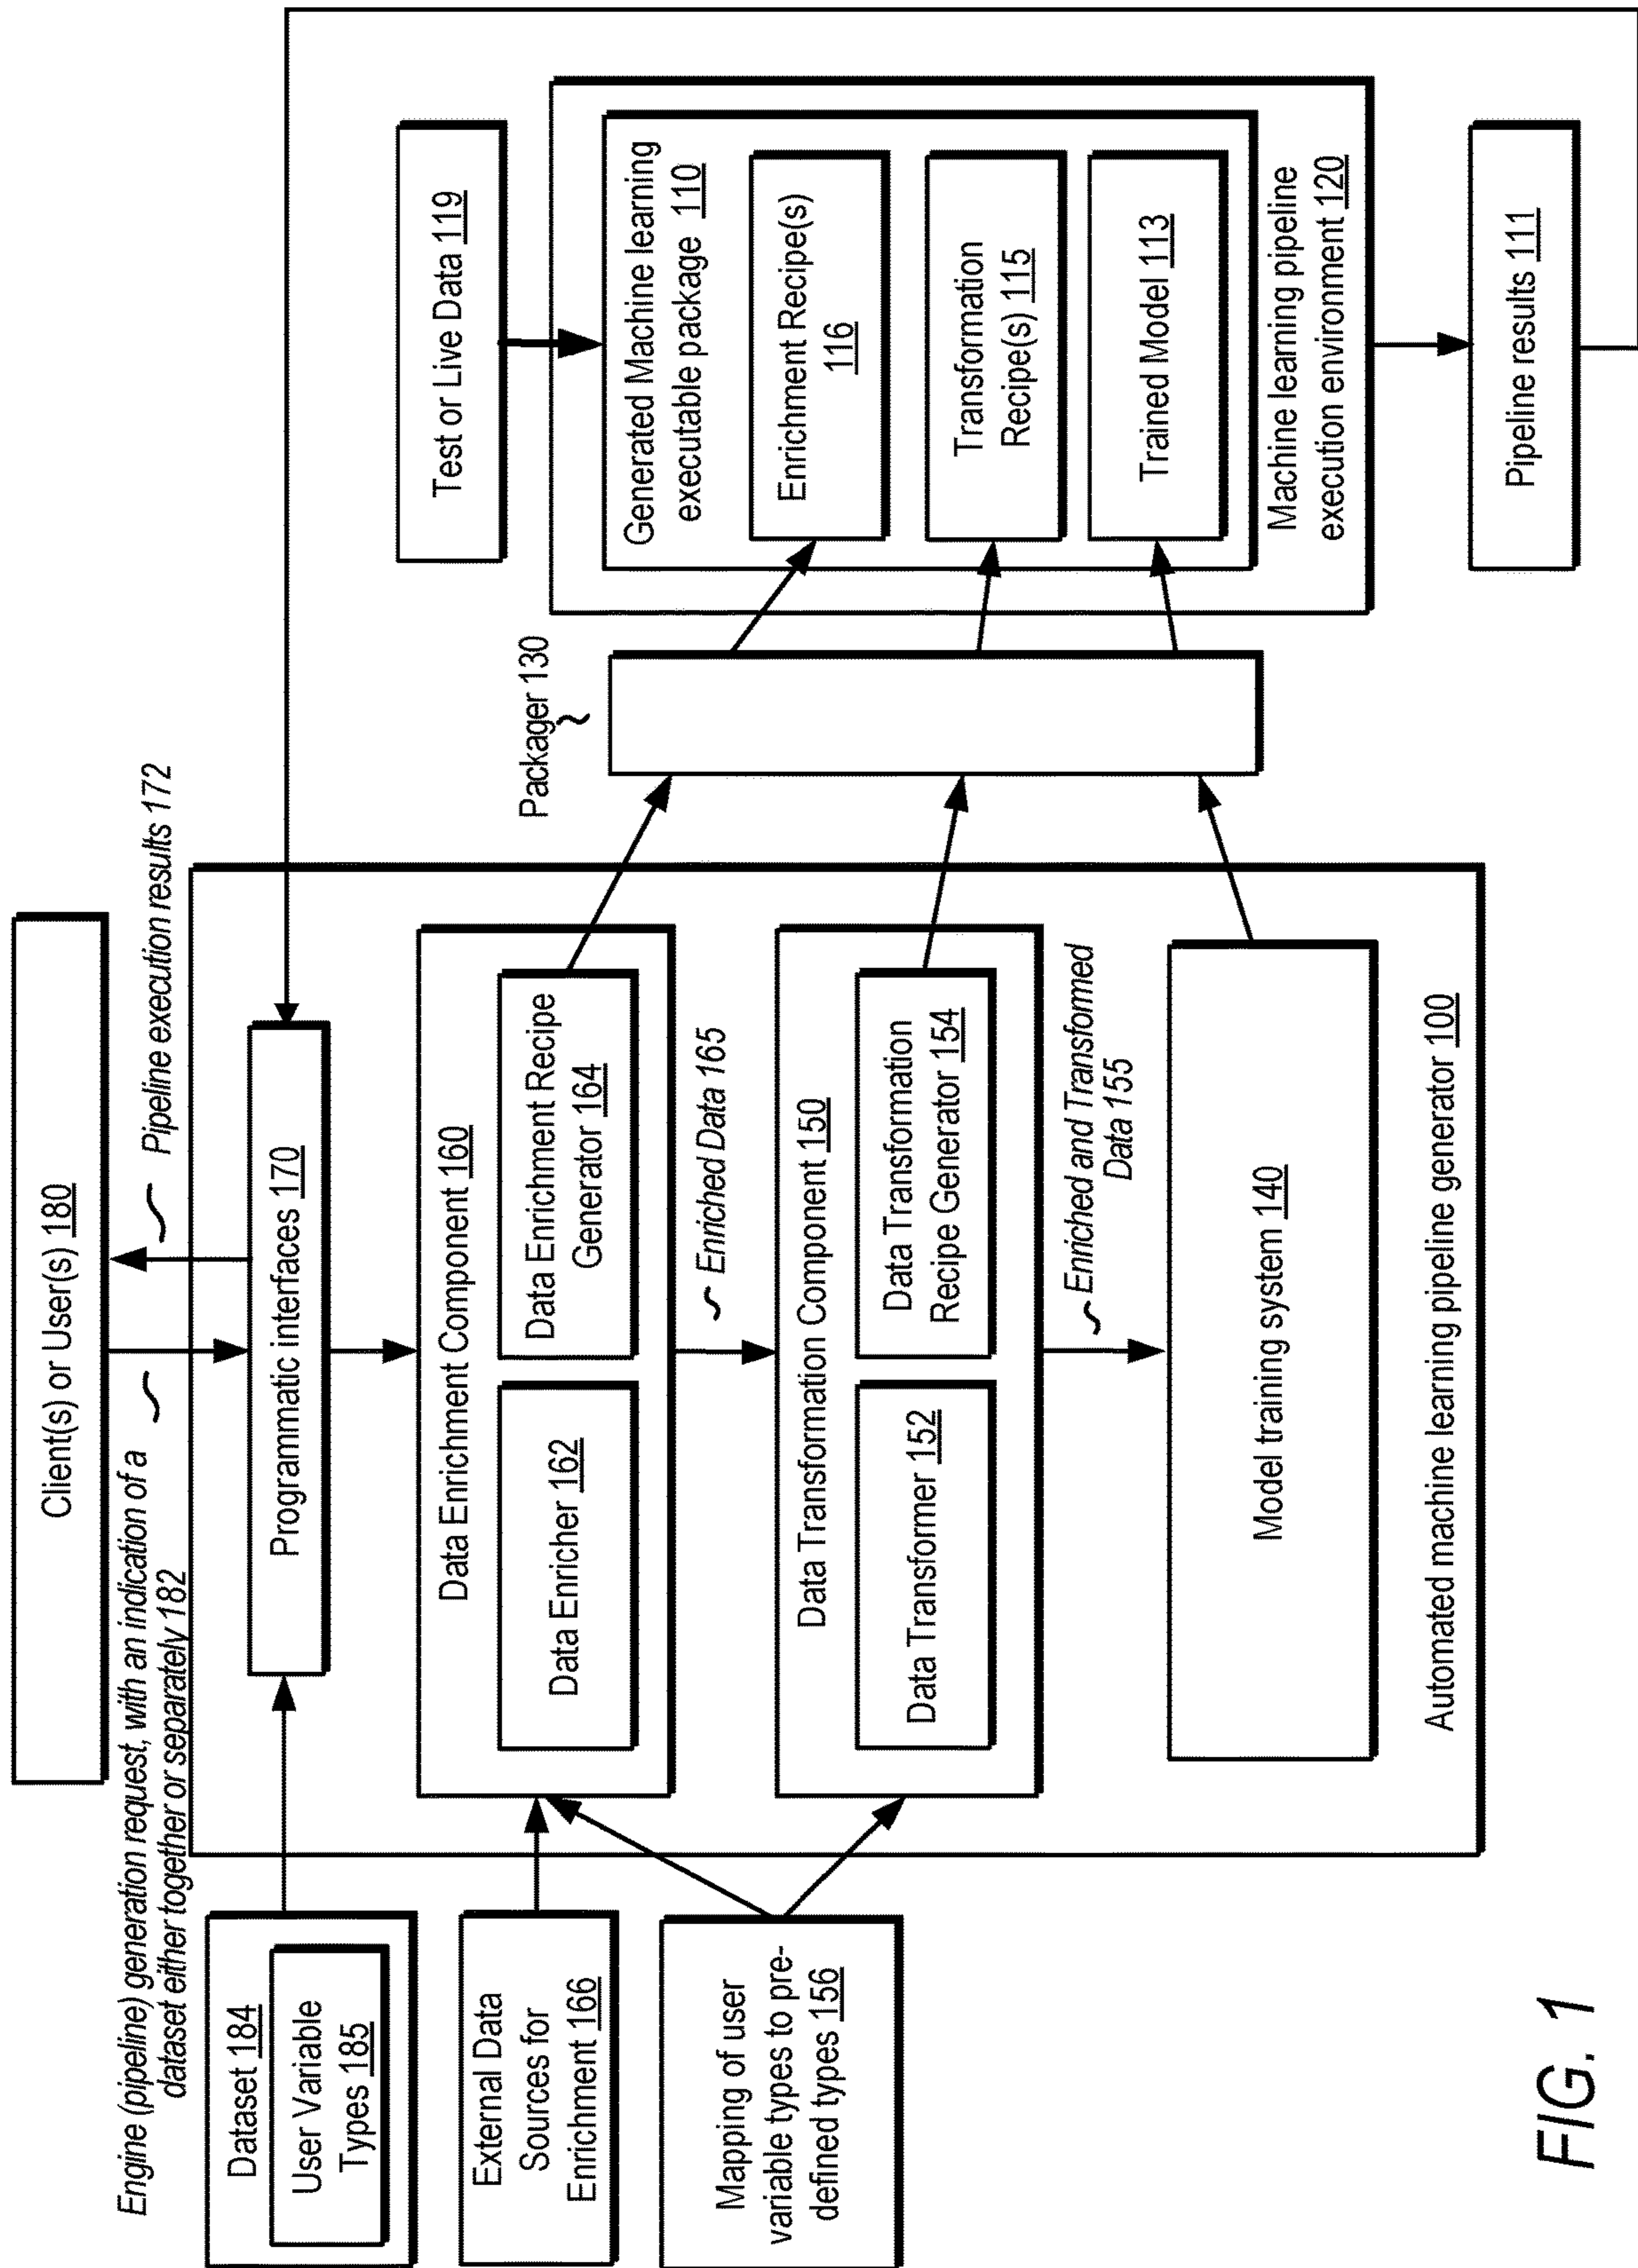 Client(s) or User(s) 180
Engine (pipeline) generation request, with an indication of a
dataset either together or separately 182
Pipeline execution results 172
Dataset 184
User Variable
Types 185
Programmatic interfaces 170
External Data
Sources for
Enrichment 166
Data Enrichment Component 160
Data Enricher 162
Data Enrichment Recipe
Generator 164
Enriched Data 165
Mapping of user
variable types to pre-
defined types 156
Data Transformation Component 150
Data Transformer 152
Data Transformation
Recipe Generator 154
Enriched and Transformed
Data 155
Model training system 140
Automated machine learning pipeline generator 100
Packager 130
Test or Live Data 119
Generated Machine learning
executable package 110
Enrichment Recipe(s)
116
Transformation
Recipe(s) 115
Trained Model 113
Machine learning pipeline
execution environment 120
Pipeline results 111
FIG. 1